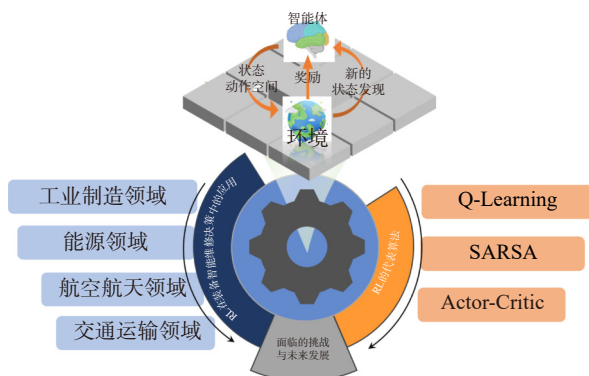 智能体
状态
动作空间
奖励
新的
状态发现
环境
工业制造领域
能源领域
航空航天领域
交通运输领域
RL在装备智能维修决策中的应用
RL的代表算法
Q-Learning
SARSA
Actor-Critic
面临的挑战
与未来发展